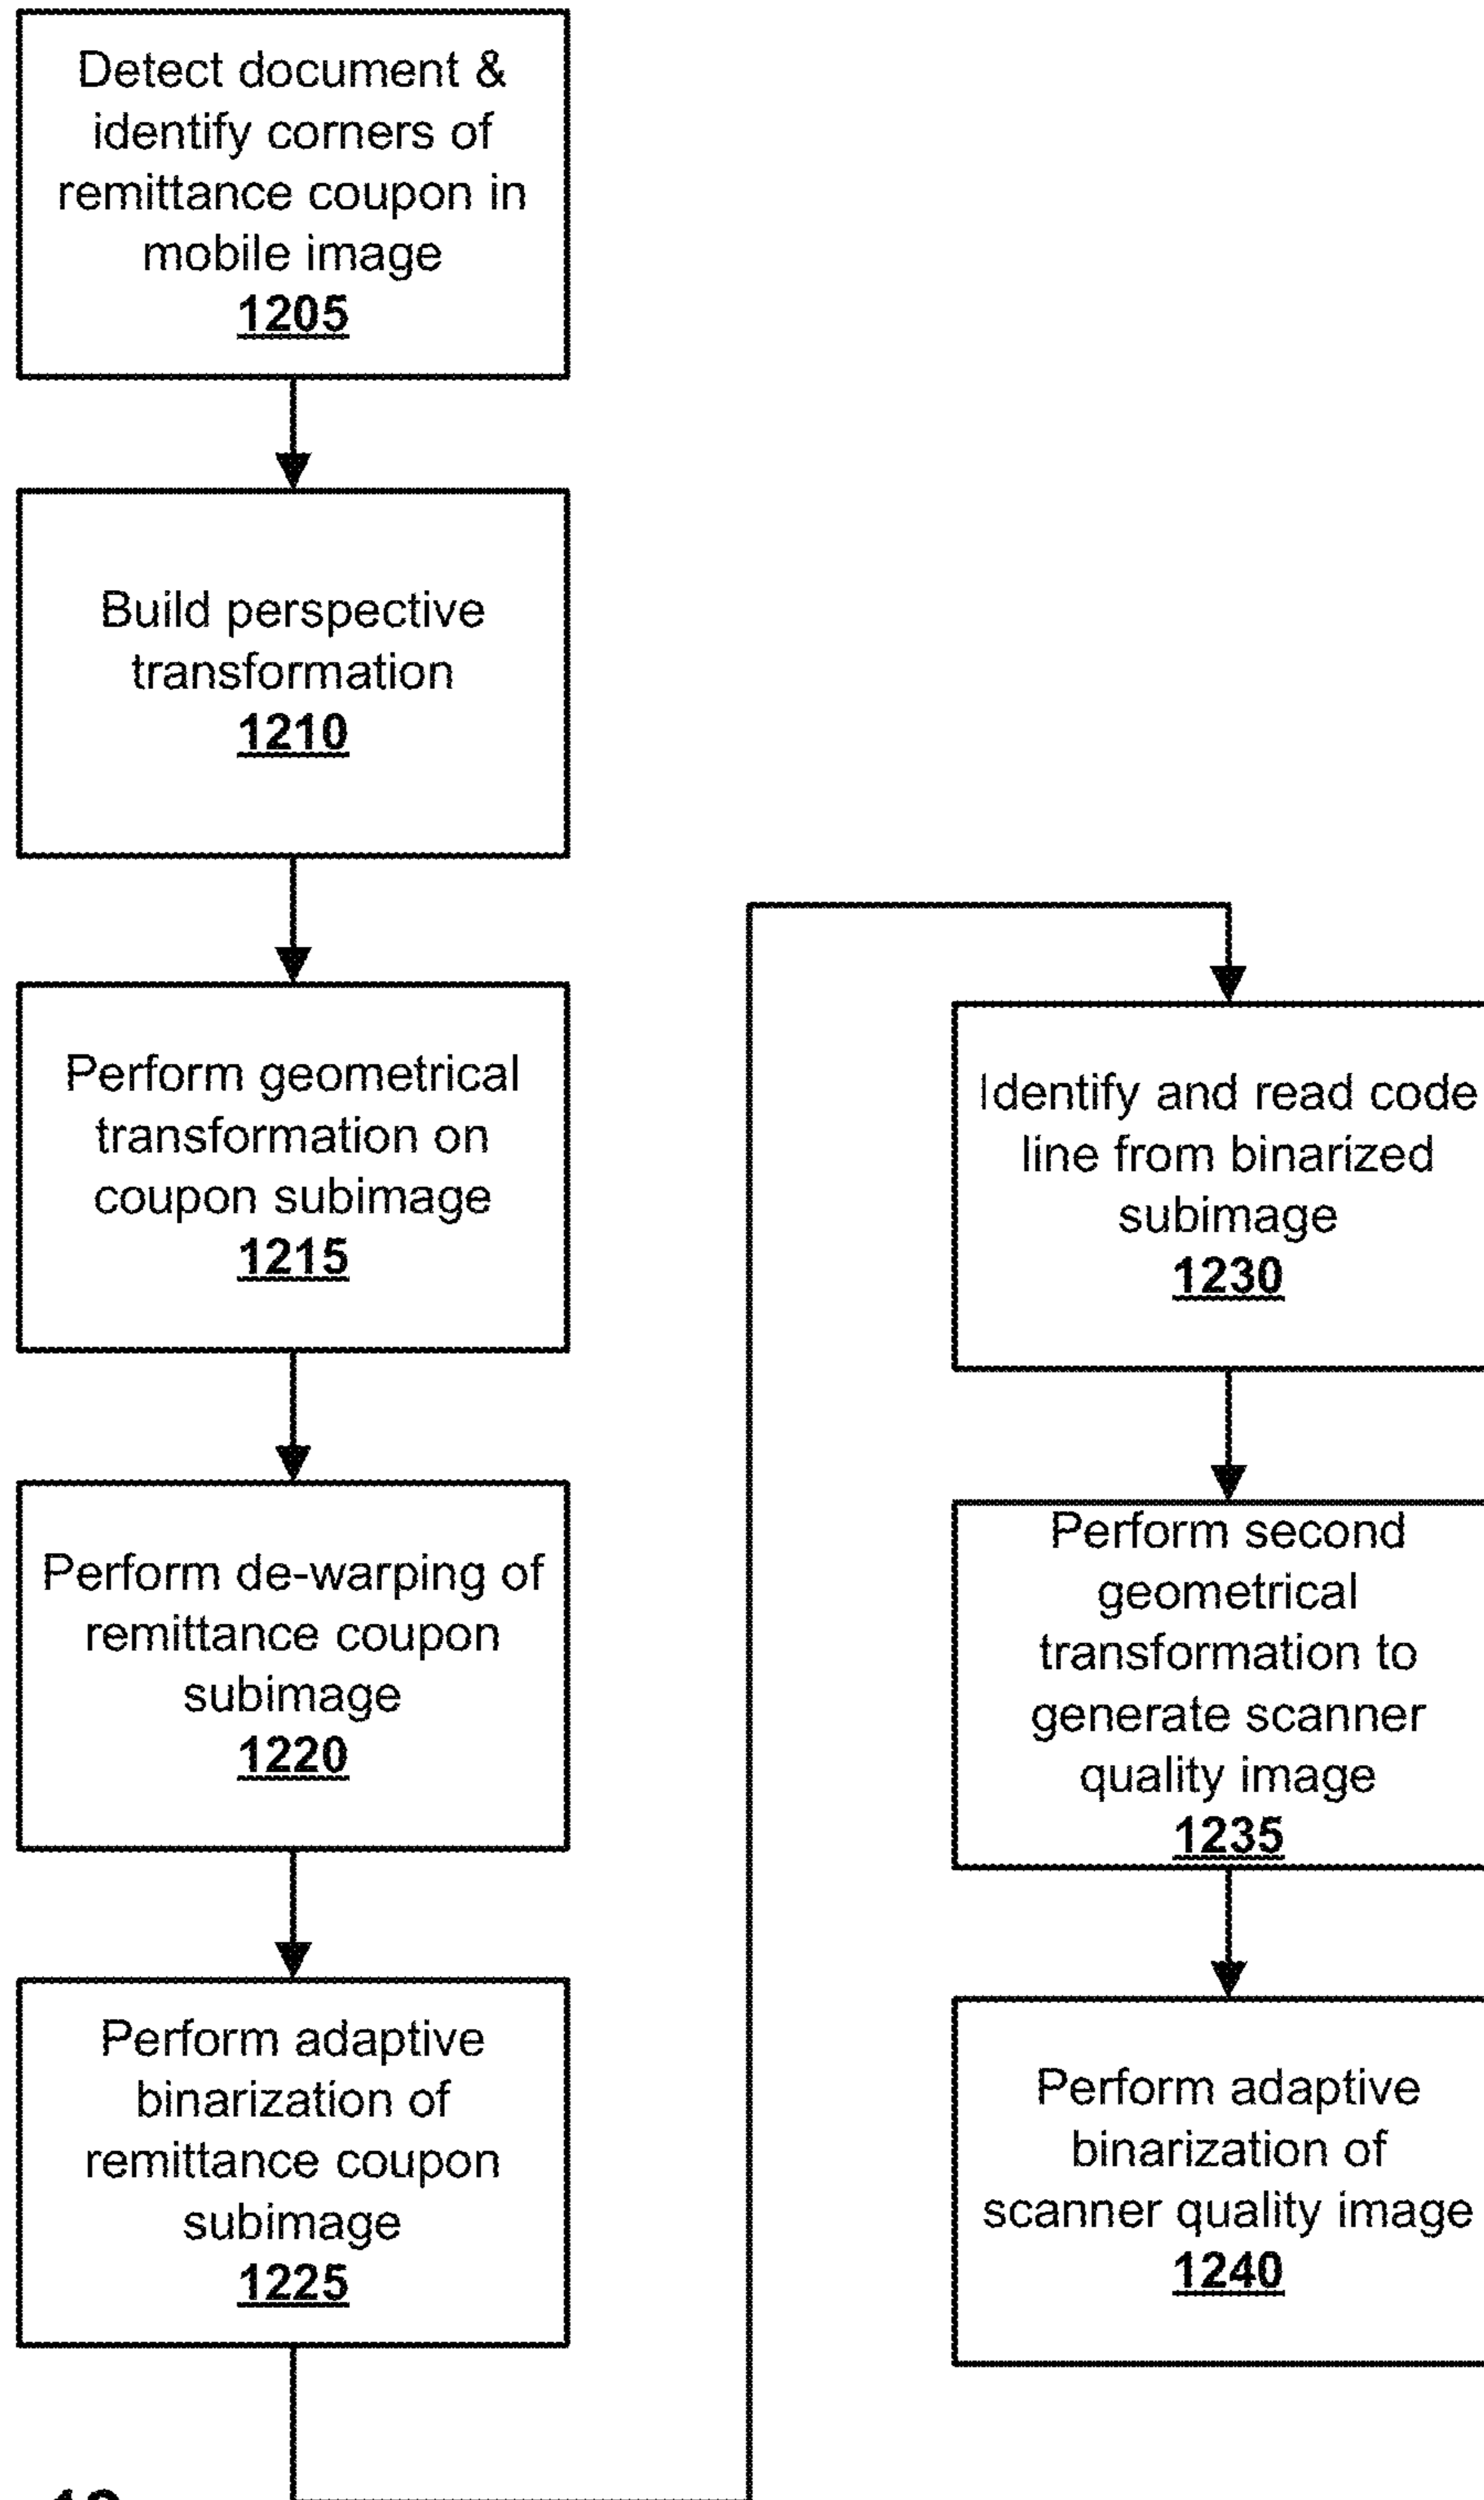 Detect document &
identify corners of
remittance coupon in
mobile image
1205
Build perspective
transformation
1210
Perform geometrical
transformation on
coupon subimage
1215
Perform de-warping of
remittance coupon
subimage
1220
Perform adaptive
binarization of
remittance coupon
subimage
1225
Identify and read code
line from binarized
subimage
1230
Perform second
geometrical
transformation to
generate scanner
quality image
1235
Perform adaptive
binarization of
scanner quality image
1240